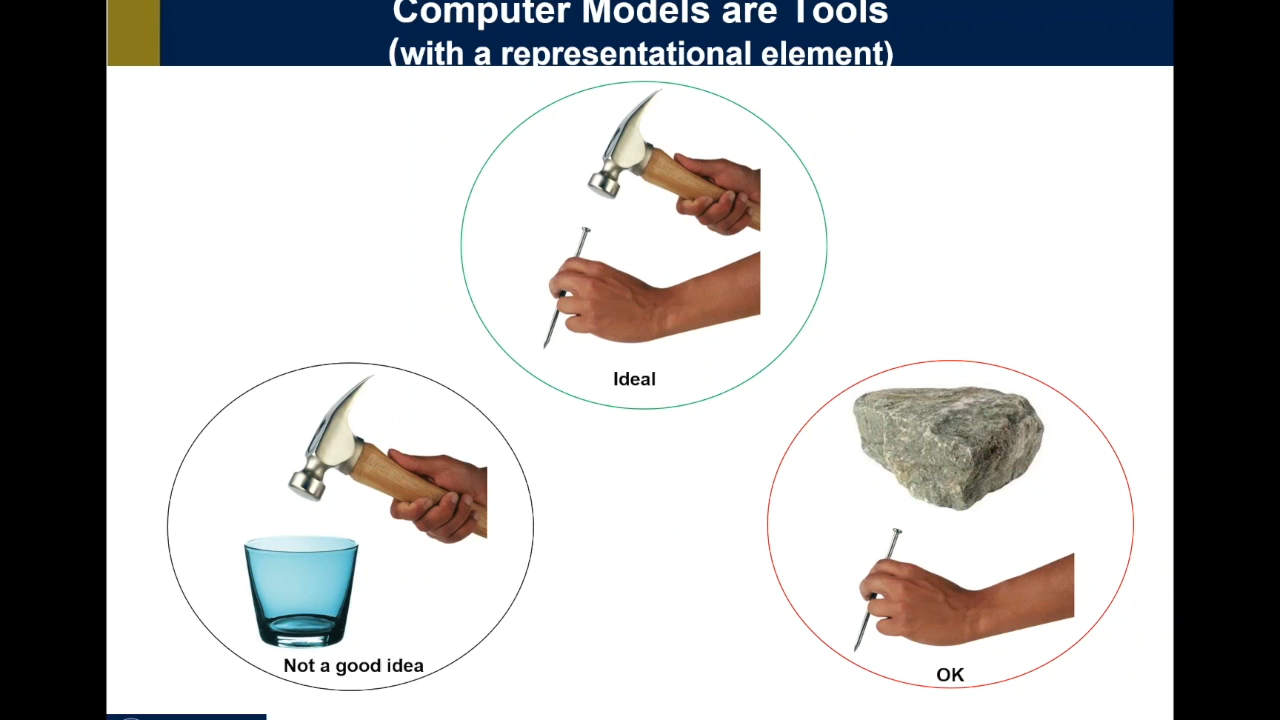 Computer Models are Tools
(with a representational element)
Ideal
Not a good idea
OK